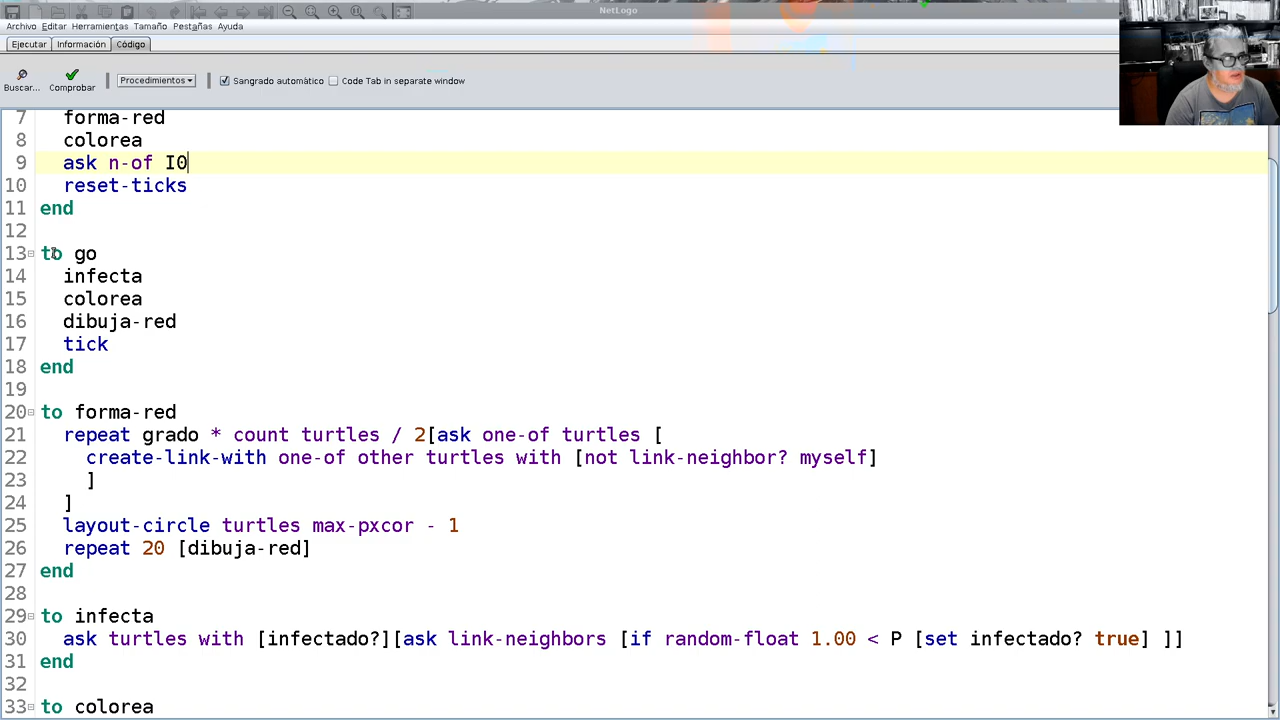 NetLogo
Archivo Editar Herramientas Tamaño Pestañas Ayuda
Ejecutar Información Código
Buscar... Comprobar Procedimientos Sangrado automático Code Tab in separate window
7 forma-red
8 colorea
9 ask n-of I0
10 reset-ticks
11 end
12
13 to go
14 infecta
15 colorea
16 dibuja-red
17 tick
18 end
19
20 to forma-red
21 repeat grado * count turtles / 2[ask one-of turtles [
22 create-link-with one-of other turtles with [not link-neighbor? myself]
23 ]
24 ]
25 layout-circle turtles max-pxcor - 1
26 repeat 20 [dibuja-red]
27 end
28
29 to infecta
30 ask turtles with [infectado?][ask link-neighbors [if random-float 1.00 < P [set infectado? true] ]]
31 end
32
33 to colorea